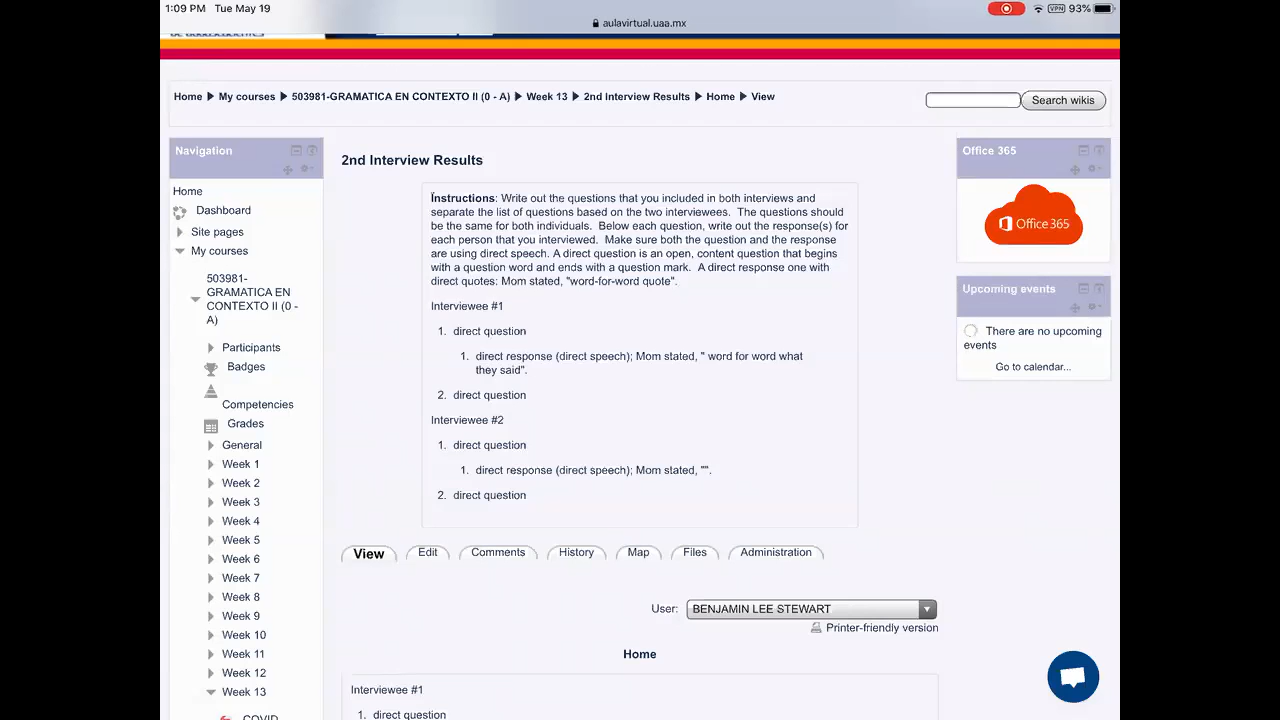 1:09 PM Tue May 19
VPN 93%
aulavirtual.uaa.mx
Home My courses 503981-GRAMATICA EN CONTEXTO II (0 - A) Week 13 2nd Interview Results Home View
Search wikis
Navigation
Home
Dashboard
Site pages
My courses
503981-
GRAMATICA EN
CONTEXTO II (0 -
A)
Participants
Badges
Competencies
Grades
General
Week 1
Week 2
Week 3
Week 4
Week 5
Week 6
Week 7
Week 8
Week 9
Week 10
Week 11
Week 12
Week 13
COVID
2nd Interview Results
Instructions: Write out the questions that you included in both interviews and
separate the list of questions based on the two interviewees. The questions should
be the same for both individuals. Below each question, write out the response(s) for
each person that you interviewed. Make sure both the question and the response
are using direct speech. A direct question is an open, content question that begins
with a question word and ends with a question mark. A direct response one with
direct quotes: Mom stated, "word-for-word quote".
Interviewee #1
1. direct question
1. direct response (direct speech); Mom stated, " word for word what
they said".
2. direct question
Interviewee #2
1. direct question
1. direct response (direct speech); Mom stated, "".
2. direct question
View Edit Comments History Map Files Administration
User: BENJAMIN LEE STEWART
Printer-friendly version
Home
Interviewee #1
1. direct question
Office 365
Office 365
Upcoming events
There are no upcoming
events
Go to calendar...